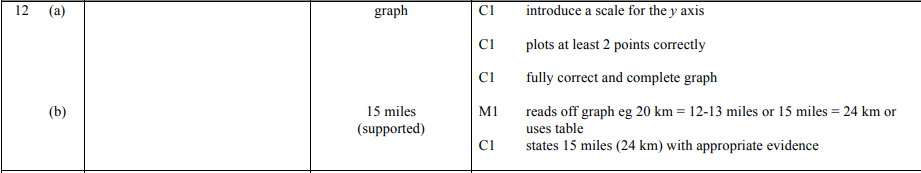 12 (a) graph C1 introduce a scale for the y axis
C1 plots at least 2 points correctly
C1 fully correct and complete graph
(b) 15 miles M1 reads off graph eg 20 km = 12-13 miles or 15 miles = 24 km or
(supported) uses table
C1 states 15 miles (24 km) with appropriate evidence